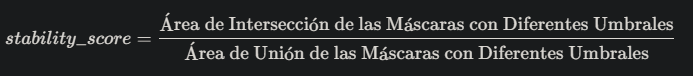 stability_score = Área de Intersección de las Máscaras con Diferentes Umbrales
Área de Unión de las Máscaras con Diferentes Umbrales